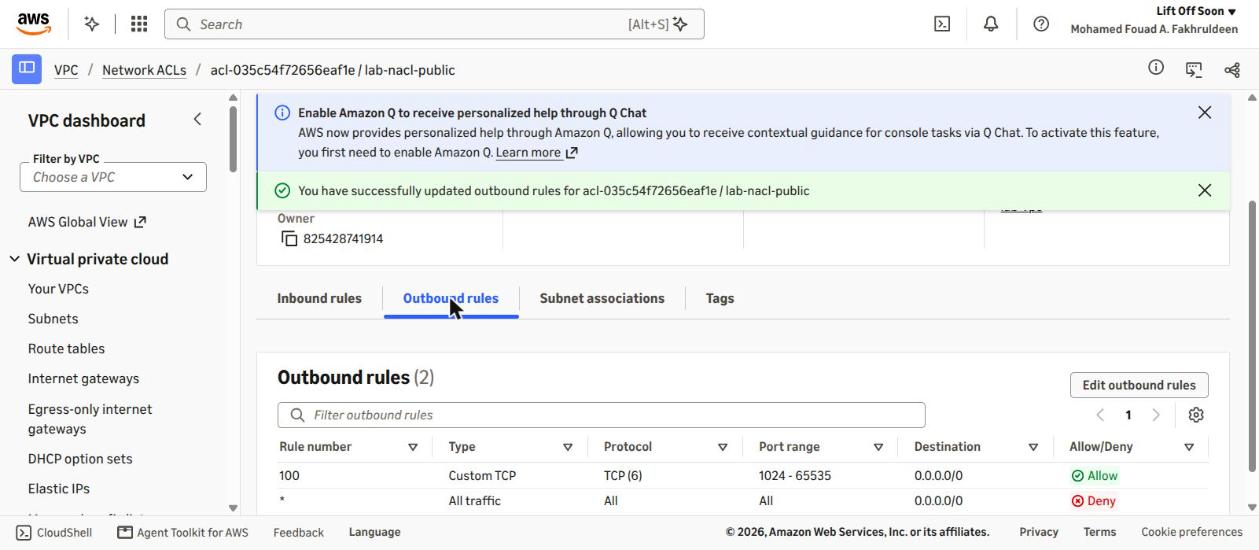 aws
Search
[Alt+S]
Lift Off Soon ▼
Mohamed Fouad A. Fakhruldeen
VPC / Network ACLs / acl-035c54f72656eaf1e / lab-nacl-public
VPC dashboard
Filter by VPC
Choose a VPC
AWS Global View
Virtual private cloud
Your VPCs
Subnets
Route tables
Internet gateways
Egress-only internet
gateways
DHCP option sets
Elastic IPs
Enable Amazon Q to receive personalized help through Q Chat
AWS now provides personalized help through Amazon Q, allowing you to receive contextual guidance for console tasks via Q Chat. To activate this feature,
you first need to enable Amazon Q. Learn more
You have successfully updated outbound rules for acl-035c54f72656eaf1e / lab-nacl-public
Owner
825428741914
Inbound rules Outbound rules Subnet associations Tags
Outbound rules (2)
Edit outbound rules
Filter outbound rules
1
Rule number Type Protocol Port range Destination Allow/Deny
100 Custom TCP TCP (6) 1024 - 65535 0.0.0.0/0 Allow
* All traffic All All 0.0.0.0/0 Deny
CloudShell Agent Toolkit for AWS Feedback Language © 2026, Amazon Web Services, Inc. or its affiliates. Privacy Terms Cookie preferences